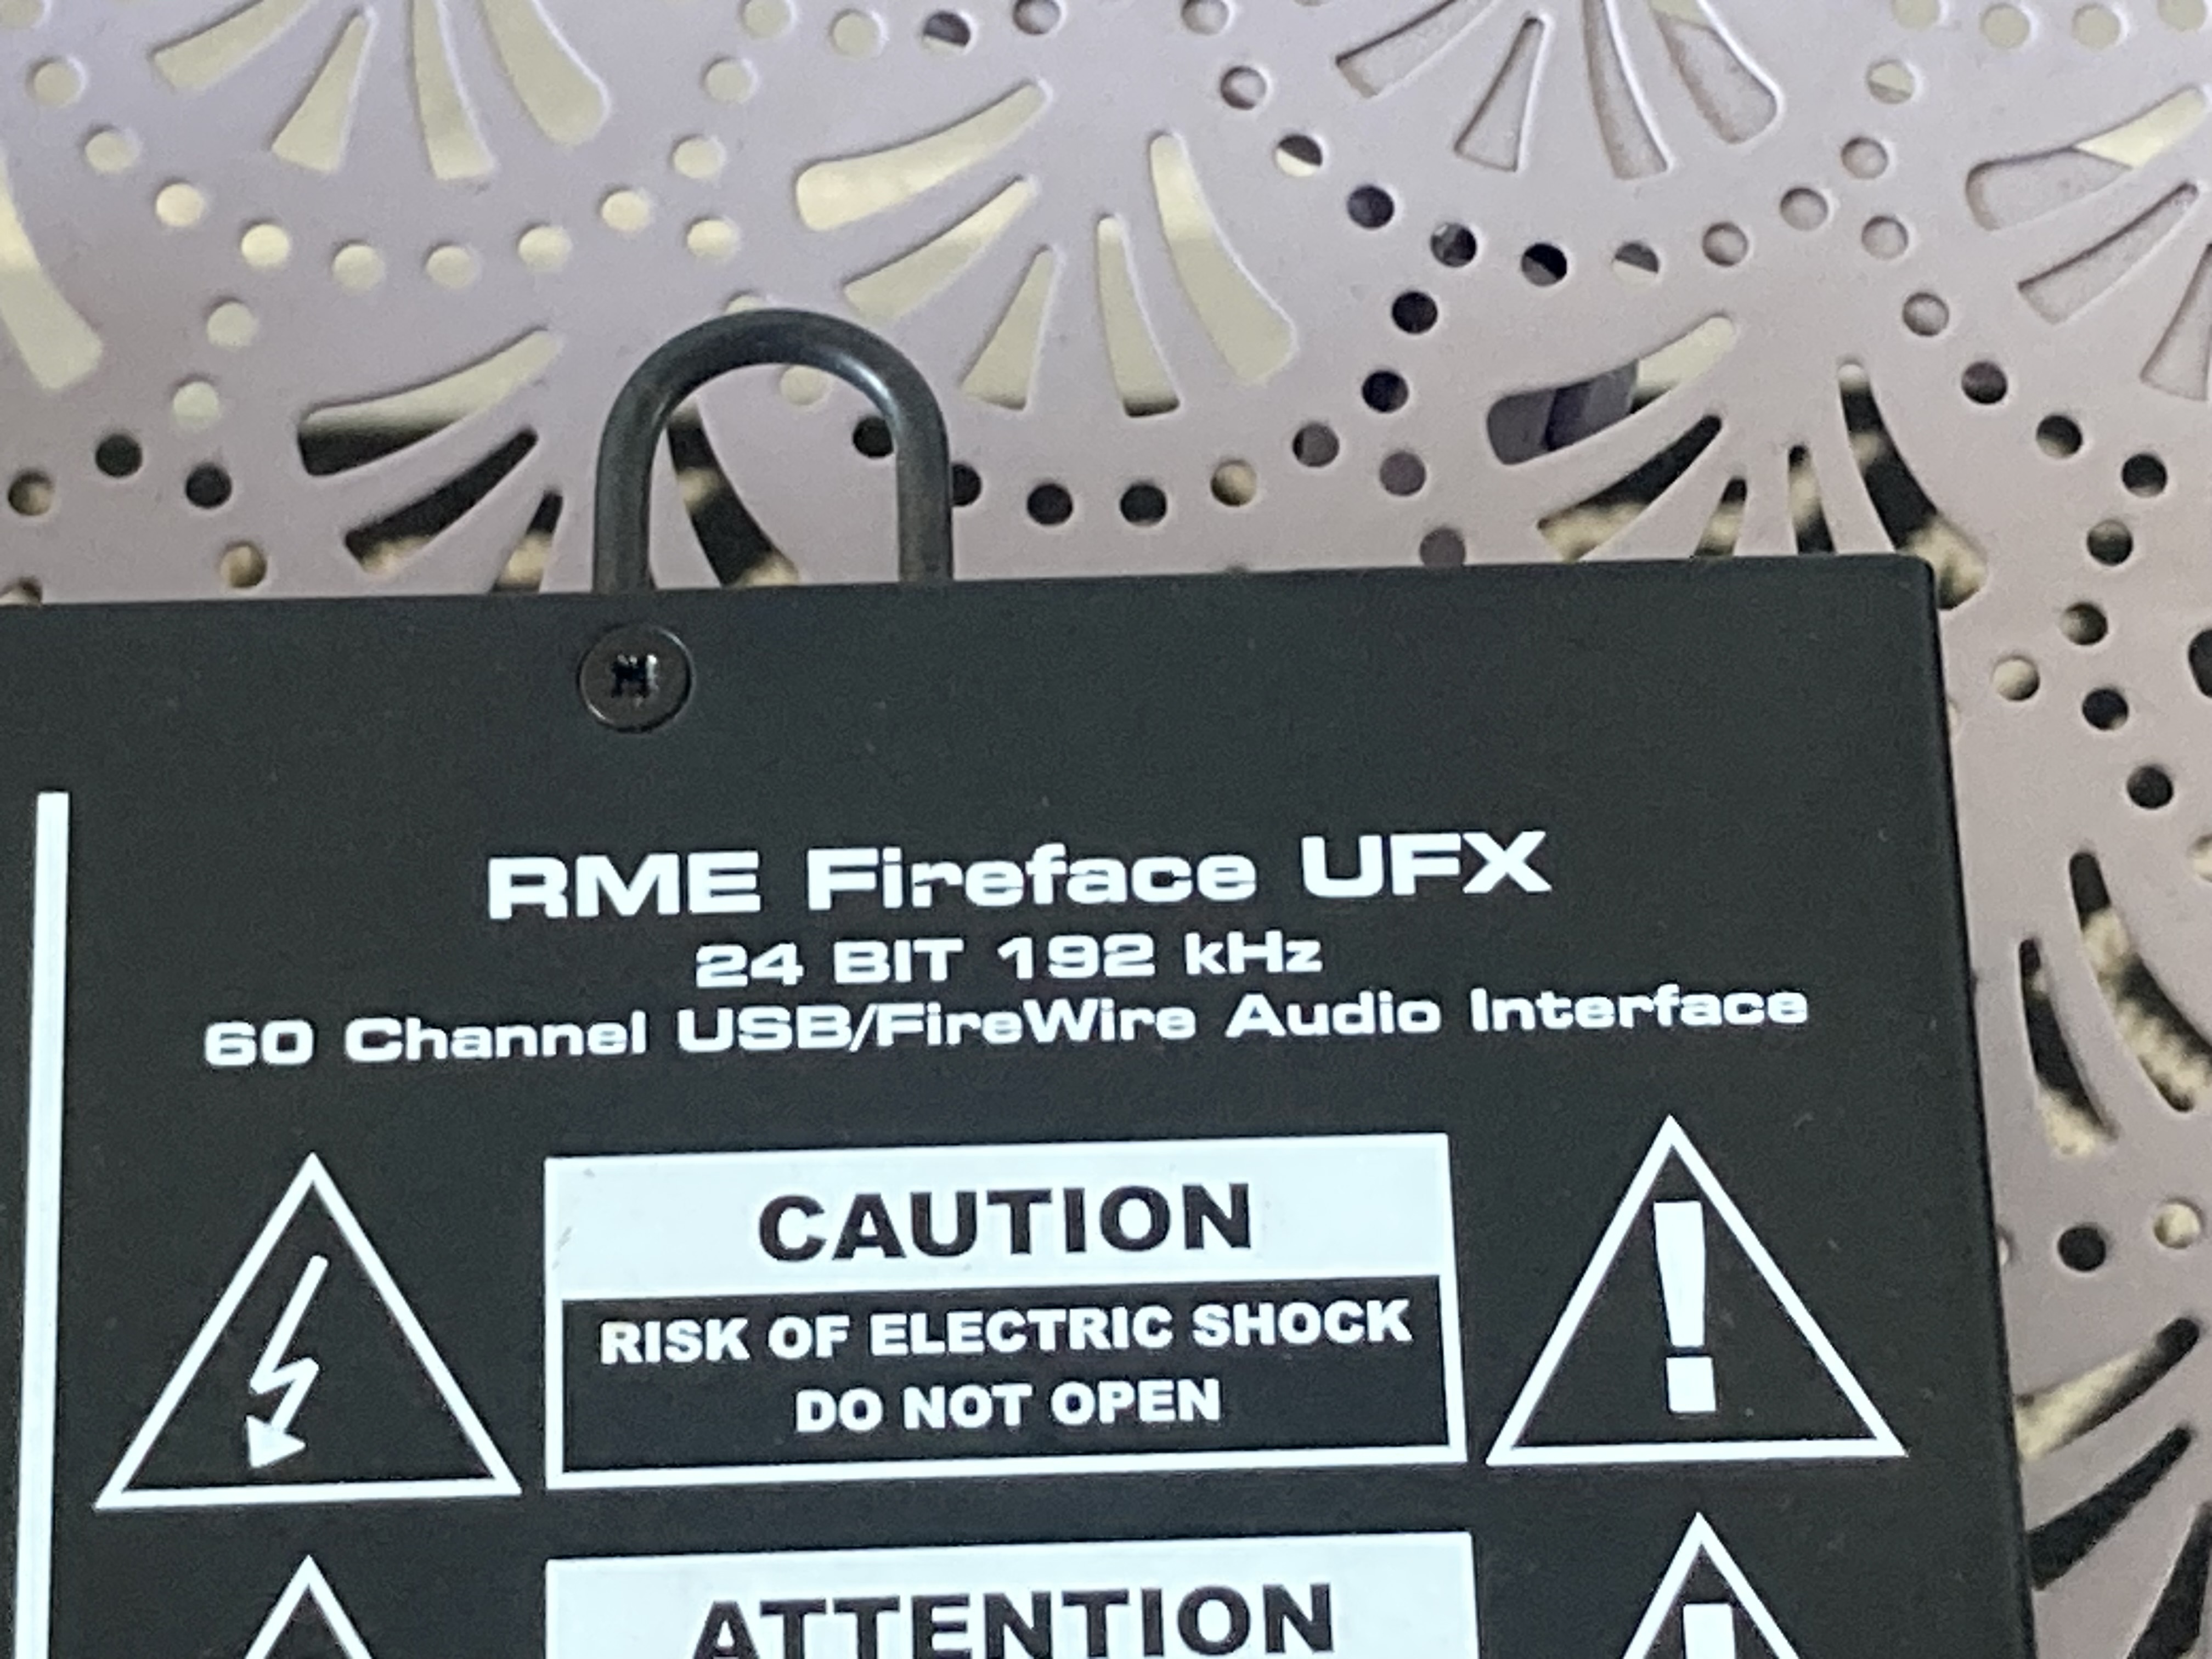 RME Fireface UFX
24 BIT 192 kHz
60 Channel USB/FireWire Audio Interface
CAUTION
RISK OF ELECTRIC SHOCK
DO NOT OPEN
ATTENTION